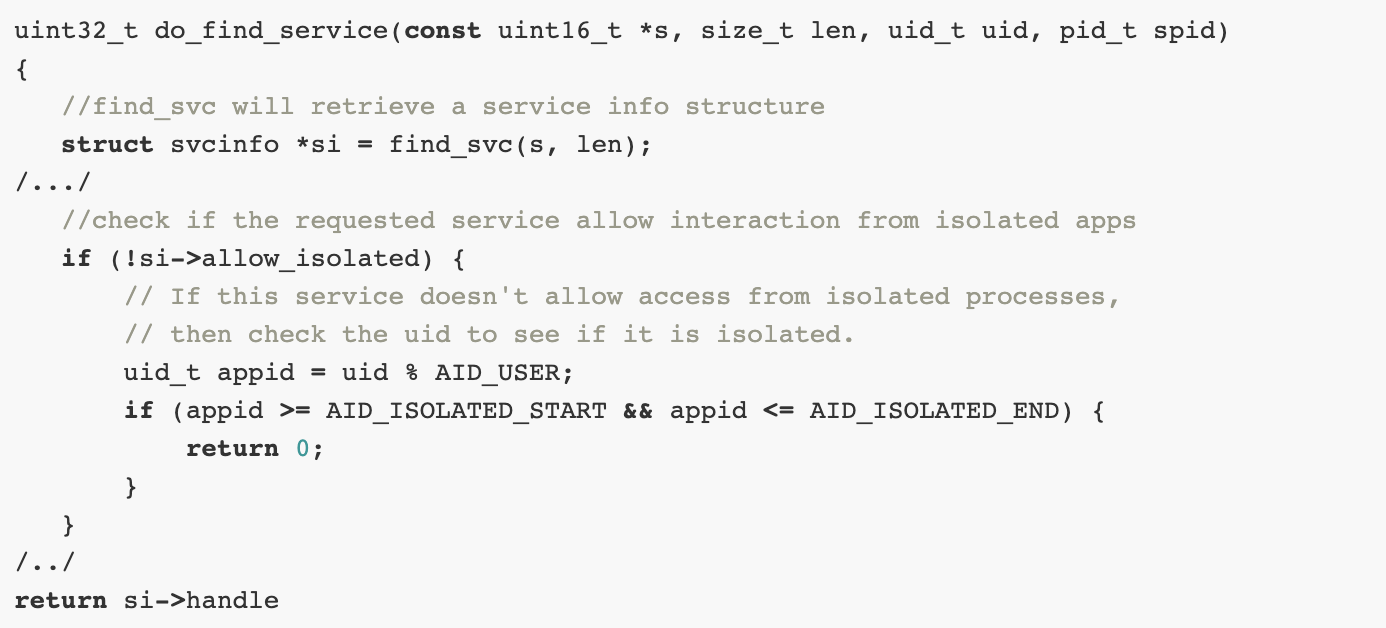 uint32_t do_find_service(const uint16_t *s, size_t len, uid_t uid, pid_t spid)
{
   //find_svc will retrieve a service info structure
   struct svcinfo *si = find_svc(s, len);
/.../
   //check if the requested service allow interaction from isolated apps
   if (!si->allow_isolated) {
       // If this service doesn't allow access from isolated processes,
       // then check the uid to see if it is isolated.
       uid_t appid = uid % AID_USER;
       if (appid >= AID_ISOLATED_START && appid <= AID_ISOLATED_END) {
           return 0;
       }
   }
/../
return si->handle